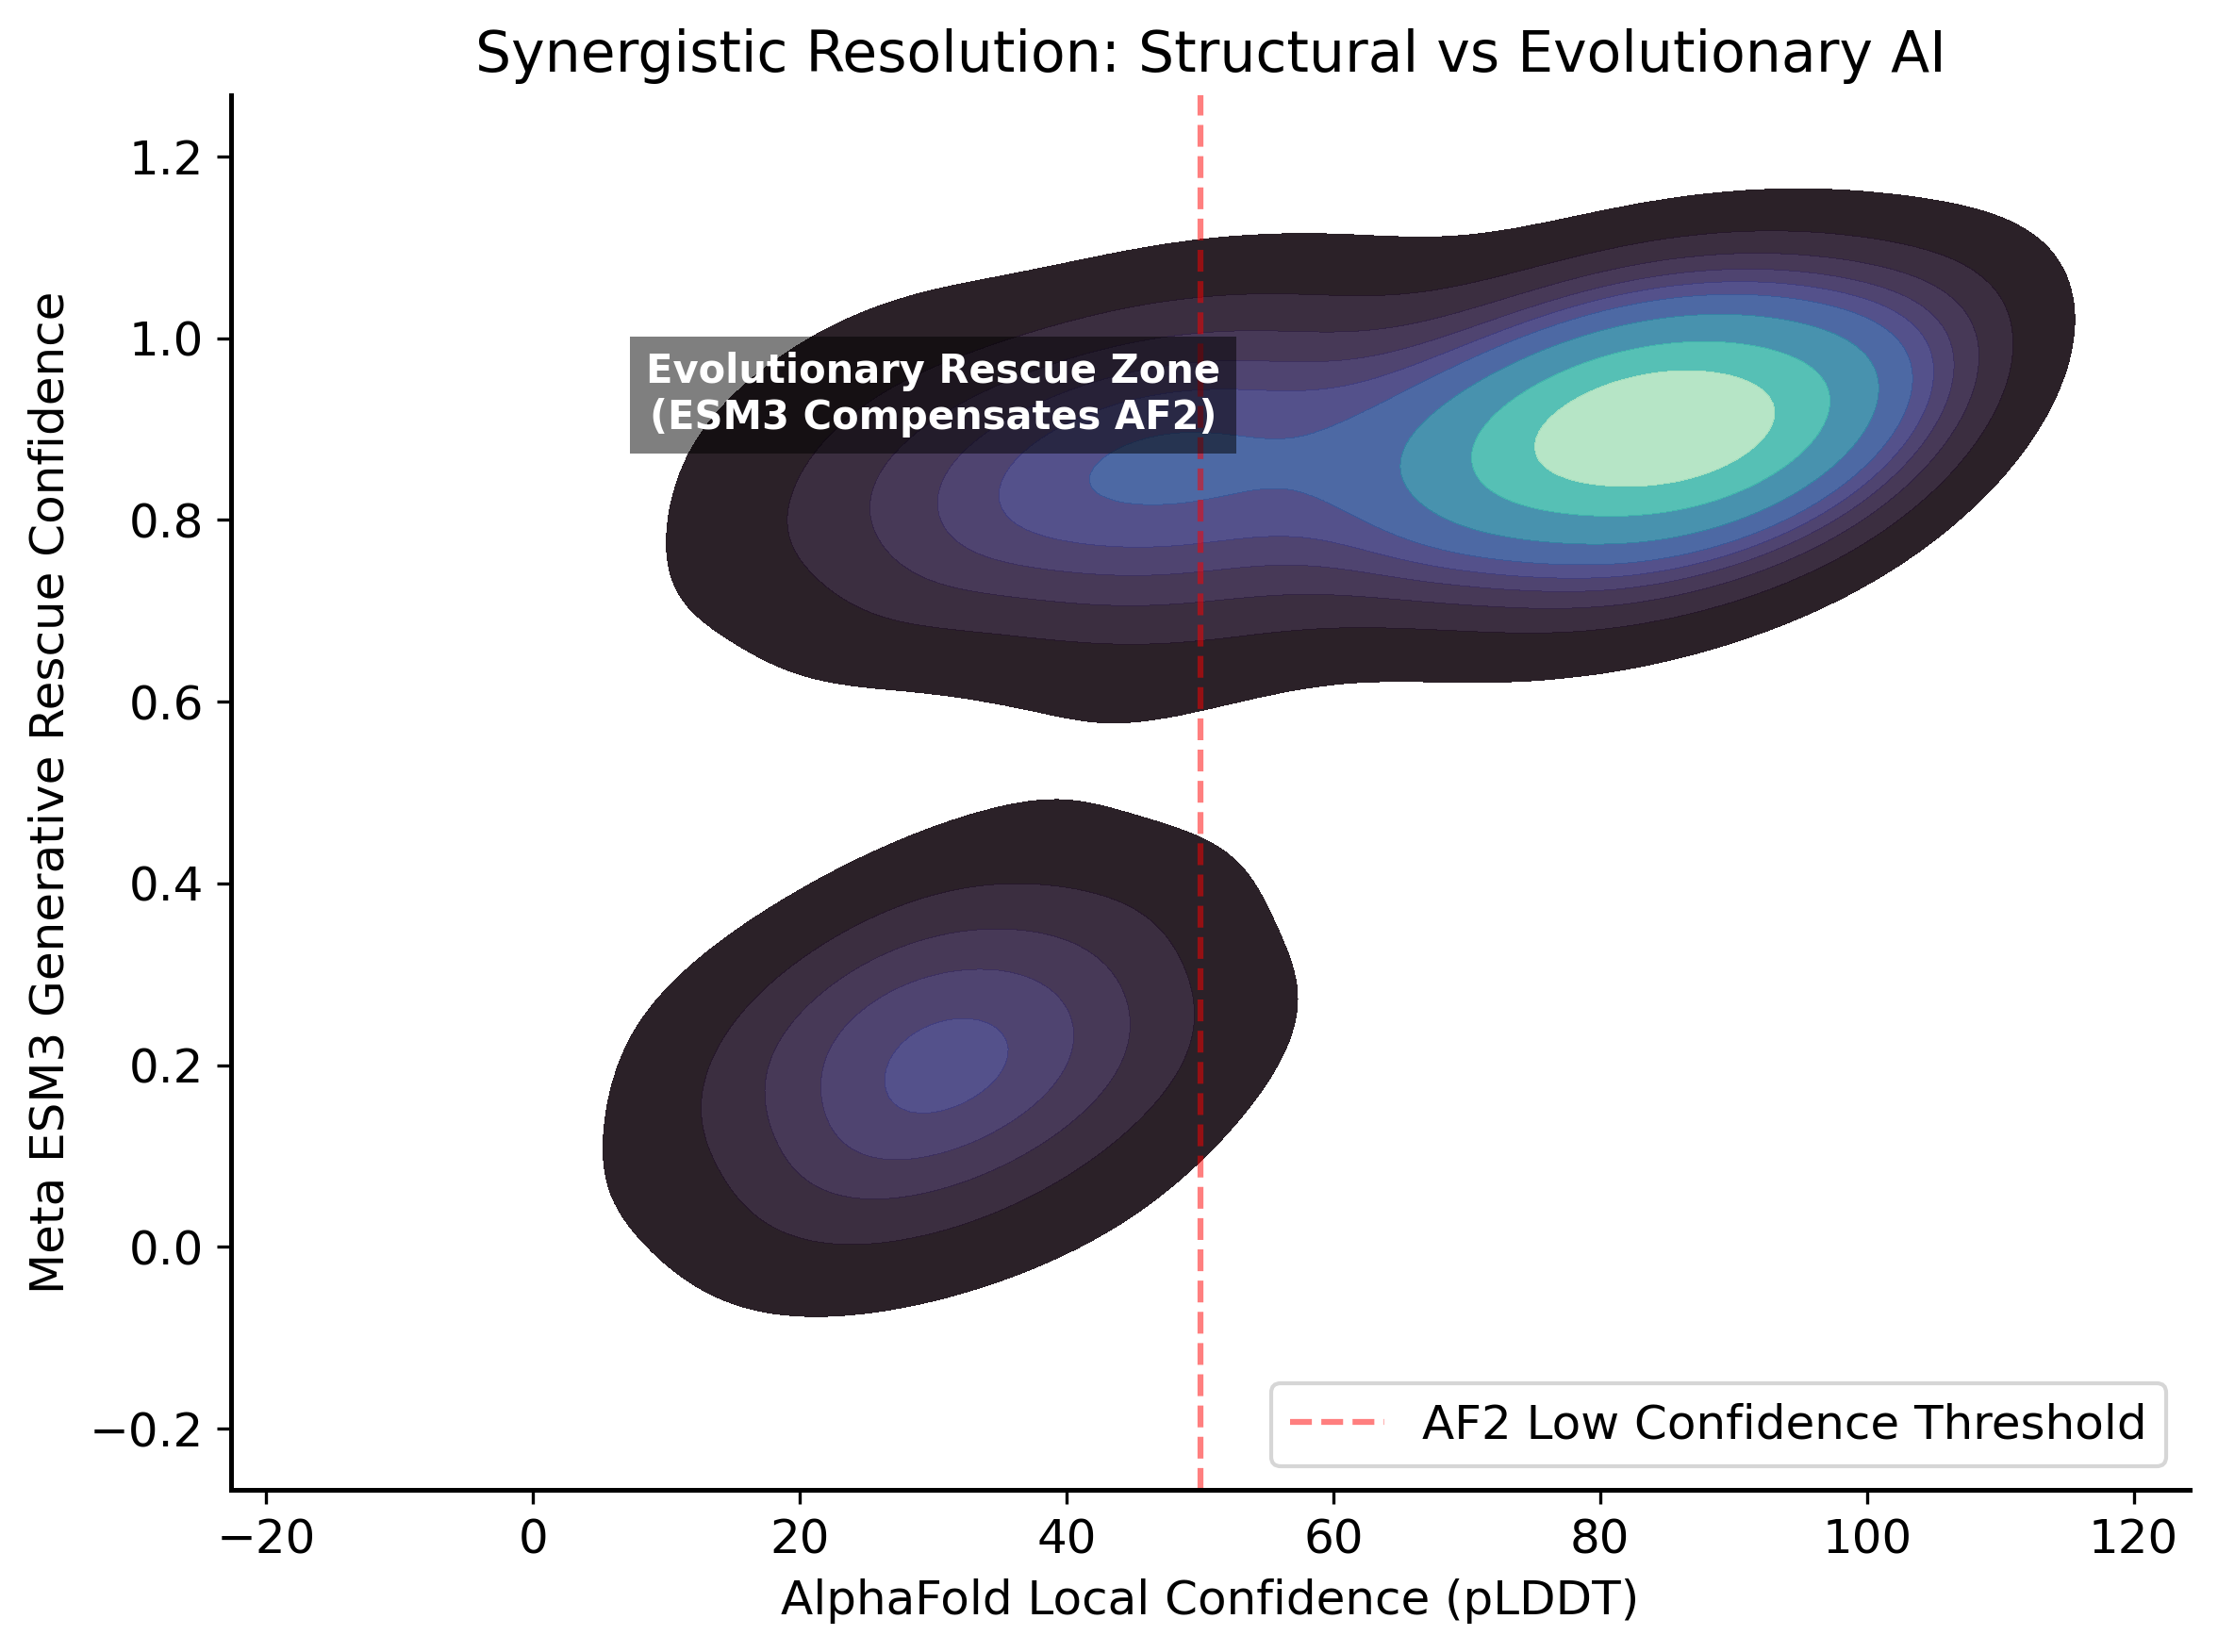 Synergistic Resolution: Structural vs Evolutionary AI
Meta ESM3 Generative Rescue Confidence
1.2
1.0
0.8
0.6
0.4
0.2
0.0
−0.2
Evolutionary Rescue Zone
(ESM3 Compensates AF2)
AF2 Low Confidence Threshold
−20
0
20
40
60
80
100
120
AlphaFold Local Confidence (pLDDT)